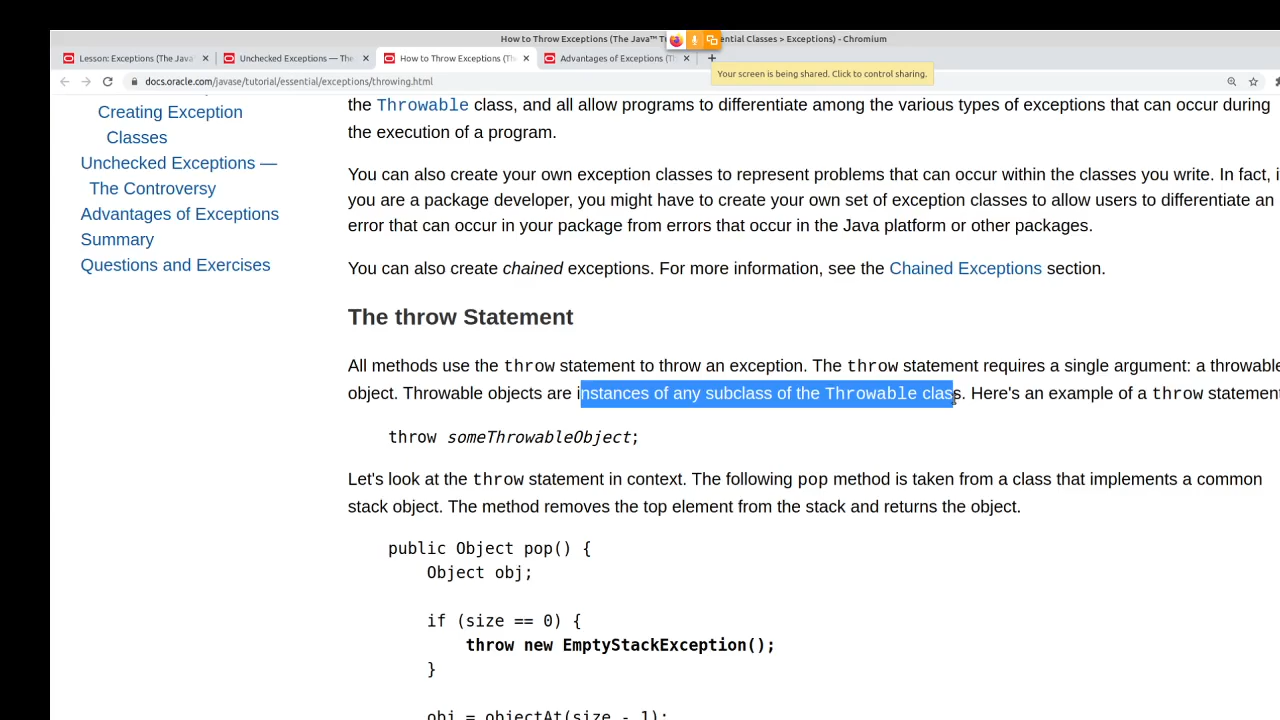 How to Throw Exceptions (The Java™ T ential Classes > Exceptions) - Chromium
Lesson: Exceptions (The Java
Unchecked Exceptions — The
How to Throw Exceptions (Th
Advantages of Exceptions (T
Your screen is being shared. Click to control sharing.
docs.oracle.com/javase/tutorial/essential/exceptions/throwing.html
Creating Exception
Classes
Unchecked Exceptions —
The Controversy
Advantages of Exceptions
Summary
Questions and Exercises
the Throwable class, and all allow programs to differentiate among the various types of exceptions that can occur during
the execution of a program.
You can also create your own exception classes to represent problems that can occur within the classes you write. In fact, i
you are a package developer, you might have to create your own set of exception classes to allow users to differentiate an
error that can occur in your package from errors that occur in the Java platform or other packages.
You can also create chained exceptions. For more information, see the Chained Exceptions section.
The throw Statement
All methods use the throw statement to throw an exception. The throw statement requires a single argument: a throwable
object. Throwable objects are instances of any subclass of the Throwable class. Here's an example of a throw statement
throw someThrowableObject;
Let's look at the throw statement in context. The following pop method is taken from a class that implements a common
stack object. The method removes the top element from the stack and returns the object.
public Object pop() {
Object obj;
if (size == 0) {
throw new EmptyStackException();
}
obj = objectAt(size - 1);